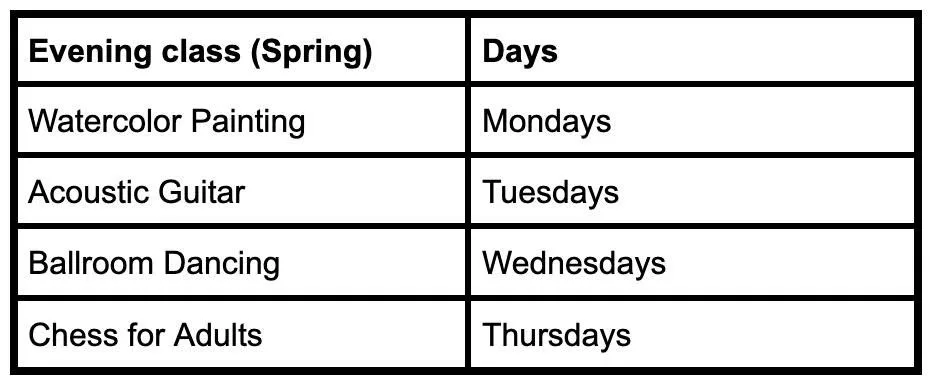 Evening class (Spring) Days
Watercolor Painting Mondays
Acoustic Guitar Tuesdays
Ballroom Dancing Wednesdays
Chess for Adults Thursdays